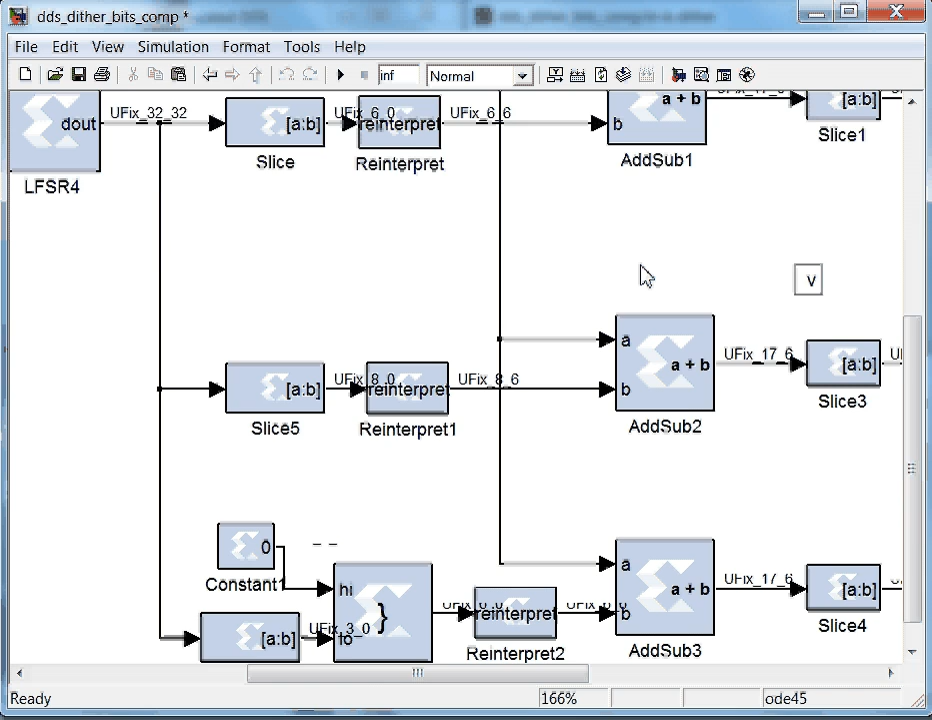 dds_dither_bits_comp *
File Edit View Simulation Format Tools Help
inf Normal
dout UFix_32_32 [a:b] UFix_6_0 reinterpret UFix_6_6 b a + b [a:b]
LFSR4 Slice Reinterpret AddSub1 Slice1
v
a
[a:b] UFix_8_0 reinterpret UFix_8_6 b a + b UFix_17_6 [a:b]
Slice5 Reinterpret1 AddSub2 Slice3
0
Constant1
hi
[a:b] UFix_3_0 lo } reinterpret a b a + b UFix_17_6 [a:b]
Reinterpret2 AddSub3 Slice4
Ready 166% ode45